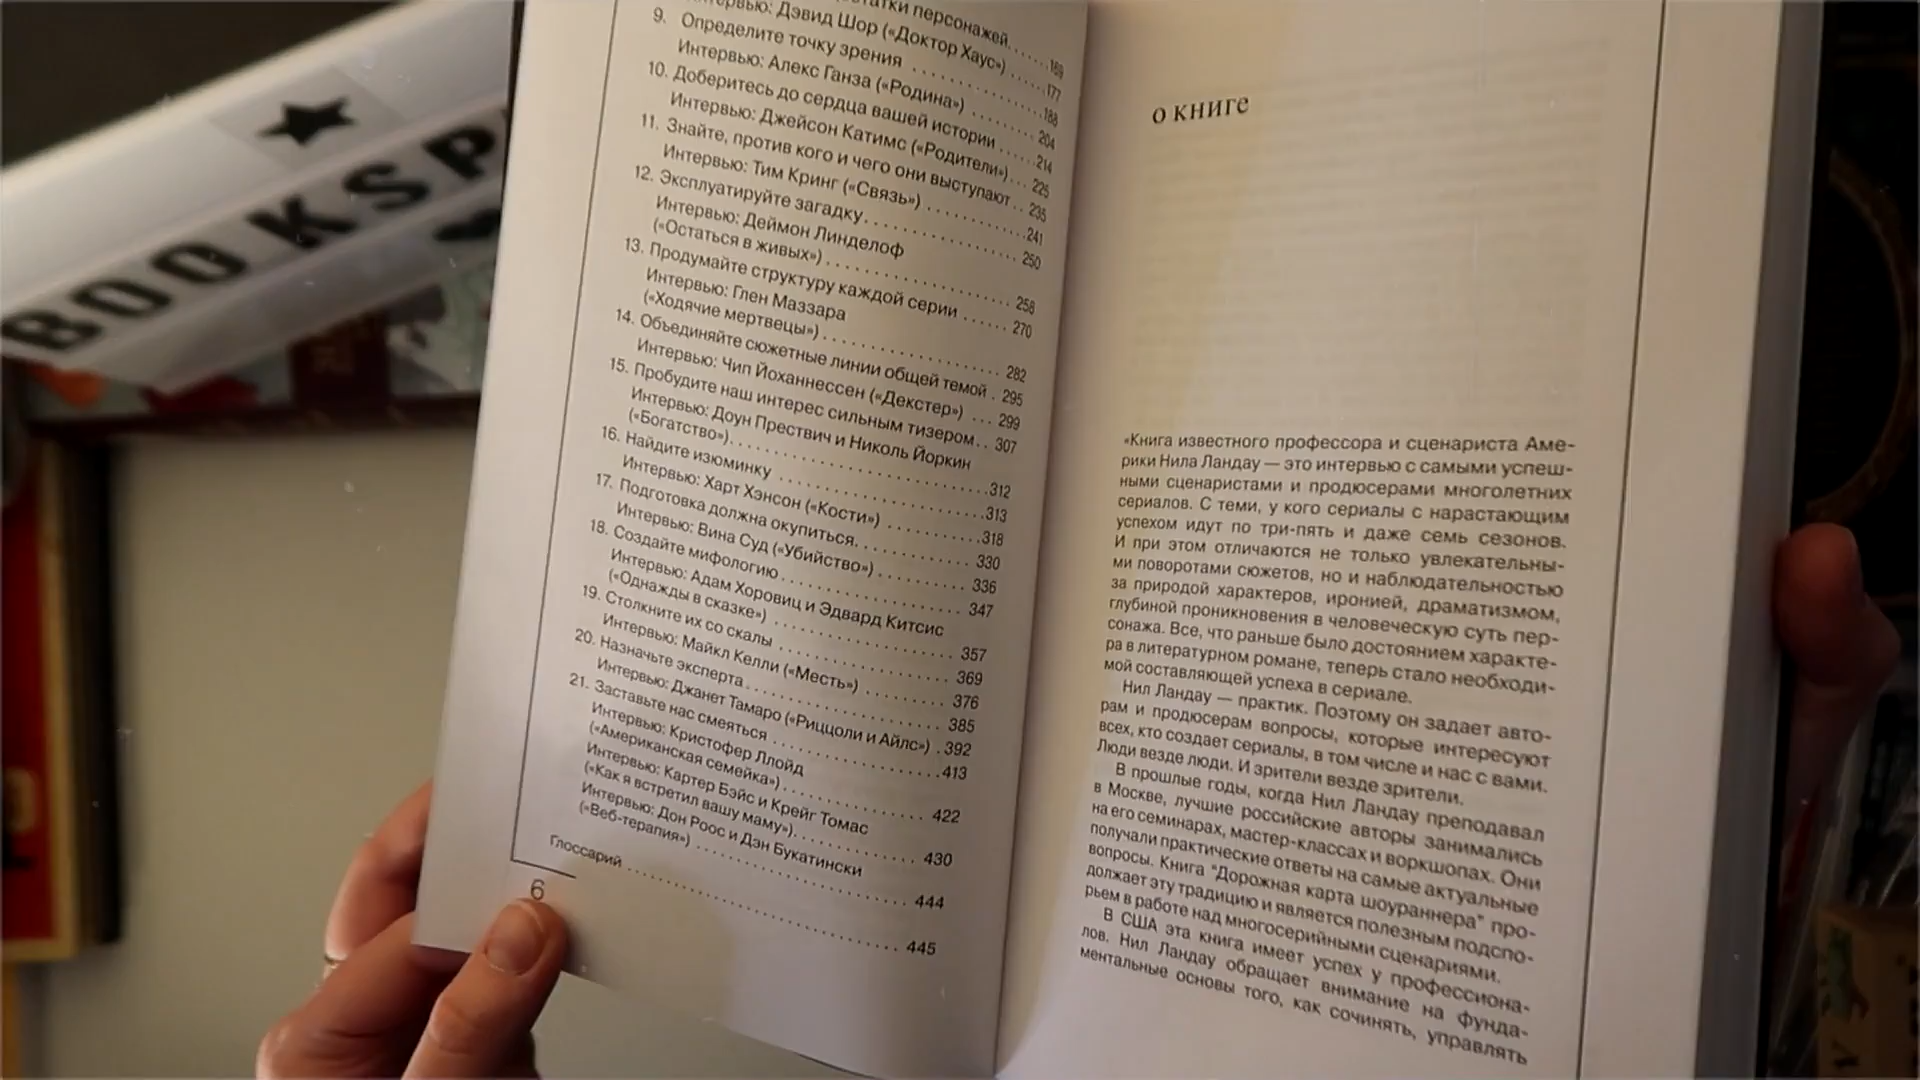 BOOKSP
персонажей. . . . . . 169
Интервью: Дэвид Шор («Доктор Хаус») . . . . . 177
9. Определите точку зрения . . . . . . . . . . . . . . 188
Интервью: Алекс Ганза («Родина») . . . . . . . . 204
10. Доберитесь до сердца вашей истории . . . . . . 214
Интервью: Джейсон Катимс («Родители») . . . 225
11. Знайте, против кого и чего они выступают . . 235
Интервью: Тим Кринг («Связь») . . . . . . . . . . . 241
12. Эксплуатируйте загадку. . . . . . . . . . . . . . . . 250
Интервью: Деймон Линделоф
(«Остаться в живых») . . . . . . . . . . . . . . . . . . 258
13. Продумайте структуру каждой серии . . . . . . 270
Интервью: Глен Маззара
(«Ходячие мертвецы») . . . . . . . . . . . . . . . . . 282
14. Объединяйте сюжетные линии общей темой . 295
Интервью: Чип Йоханнессен («Декстер») . . . 299
15. Пробудите наш интерес сильным тизером. . 307
Интервью: Доун Прествич и Николь Йоркин
(«Богатство»). . . . . . . . . . . . . . . . . . . . . . . . 312
16. Найдите изюминку . . . . . . . . . . . . . . . . . . . 313
Интервью: Харт Хэнсон («Кости») . . . . . . . . . 318
17. Подготовка должна окупиться. . . . . . . . . . . 330
Интервью: Вина Суд («Убийство») . . . . . . . . . 336
18. Создайте мифологию . . . . . . . . . . . . . . . . . 347
Интервью: Адам Хоровиц и Эдвард Китсис
(«Однажды в сказке») . . . . . . . . . . . . . . . . . . 357
19. Столкните их со скалы . . . . . . . . . . . . . . . . 369
Интервью: Майкл Келли («Месть») . . . . . . . . . 376
20. Назначьте эксперта . . . . . . . . . . . . . . . . . . . 385
Интервью: Джанет Тамаро («Риццоли и Айлс») . 392
21. Заставьте нас смеяться . . . . . . . . . . . . . . . . 413
Интервью: Кристофер Ллойд
(«Американская семейка») . . . . . . . . . . . . . . 422
Интервью: Картер Бэйс и Крейг Томас
(«Как я встретил вашу маму»). . . . . . . . . . . . 430
Интервью: Дон Роос и Дэн Букатински
(«Веб-терапия») . . . . . . . . . . . . . . . . . . . . . . 444
Глоссарий . . . . . . . . . . . . . . . . . . . . . . . . . . . . 445
6
о книге
«Книга известного профессора и сценариста Аме-
рики Нила Ландау — это интервью с самыми успеш-
ными сценаристами и продюсерами многолетних
сериалов. С теми, у кого сериалы с нарастающим
успехом идут по три-пять и даже семь сезонов.
И при этом отличаются не только увлекательны-
ми поворотами сюжетов, но и наблюдательностью
за природой характеров, иронией, драматизмом,
глубиной проникновения в человеческую суть пер-
сонажа. Все, что раньше было достоянием характе-
ра в литературном романе, теперь стало необходи-
мой составляющей успеха в сериале.
Нил Ландау — практик. Поэтому он задает авто-
рам и продюсерам вопросы, которые интересуют
всех, кто создает сериалы, в том числе и нас с вами.
Люди везде люди. И зрители везде зрители.
В прошлые годы, когда Нил Ландау преподавал
в Москве, лучшие российские авторы занимались
на его семинарах, мастер-классах и воркшопах. Они
получали практические ответы на самые актуальные
вопросы. Книга "Дорожная карта шоураннера" про-
должает эту традицию и является полезным подспо-
рьем в работе над многосерийными сценариями.
В США эта книга имеет успех у профессиона-
лов. Нил Ландау обращает внимание на фунда-
ментальные основы того, как сочинять, управлять